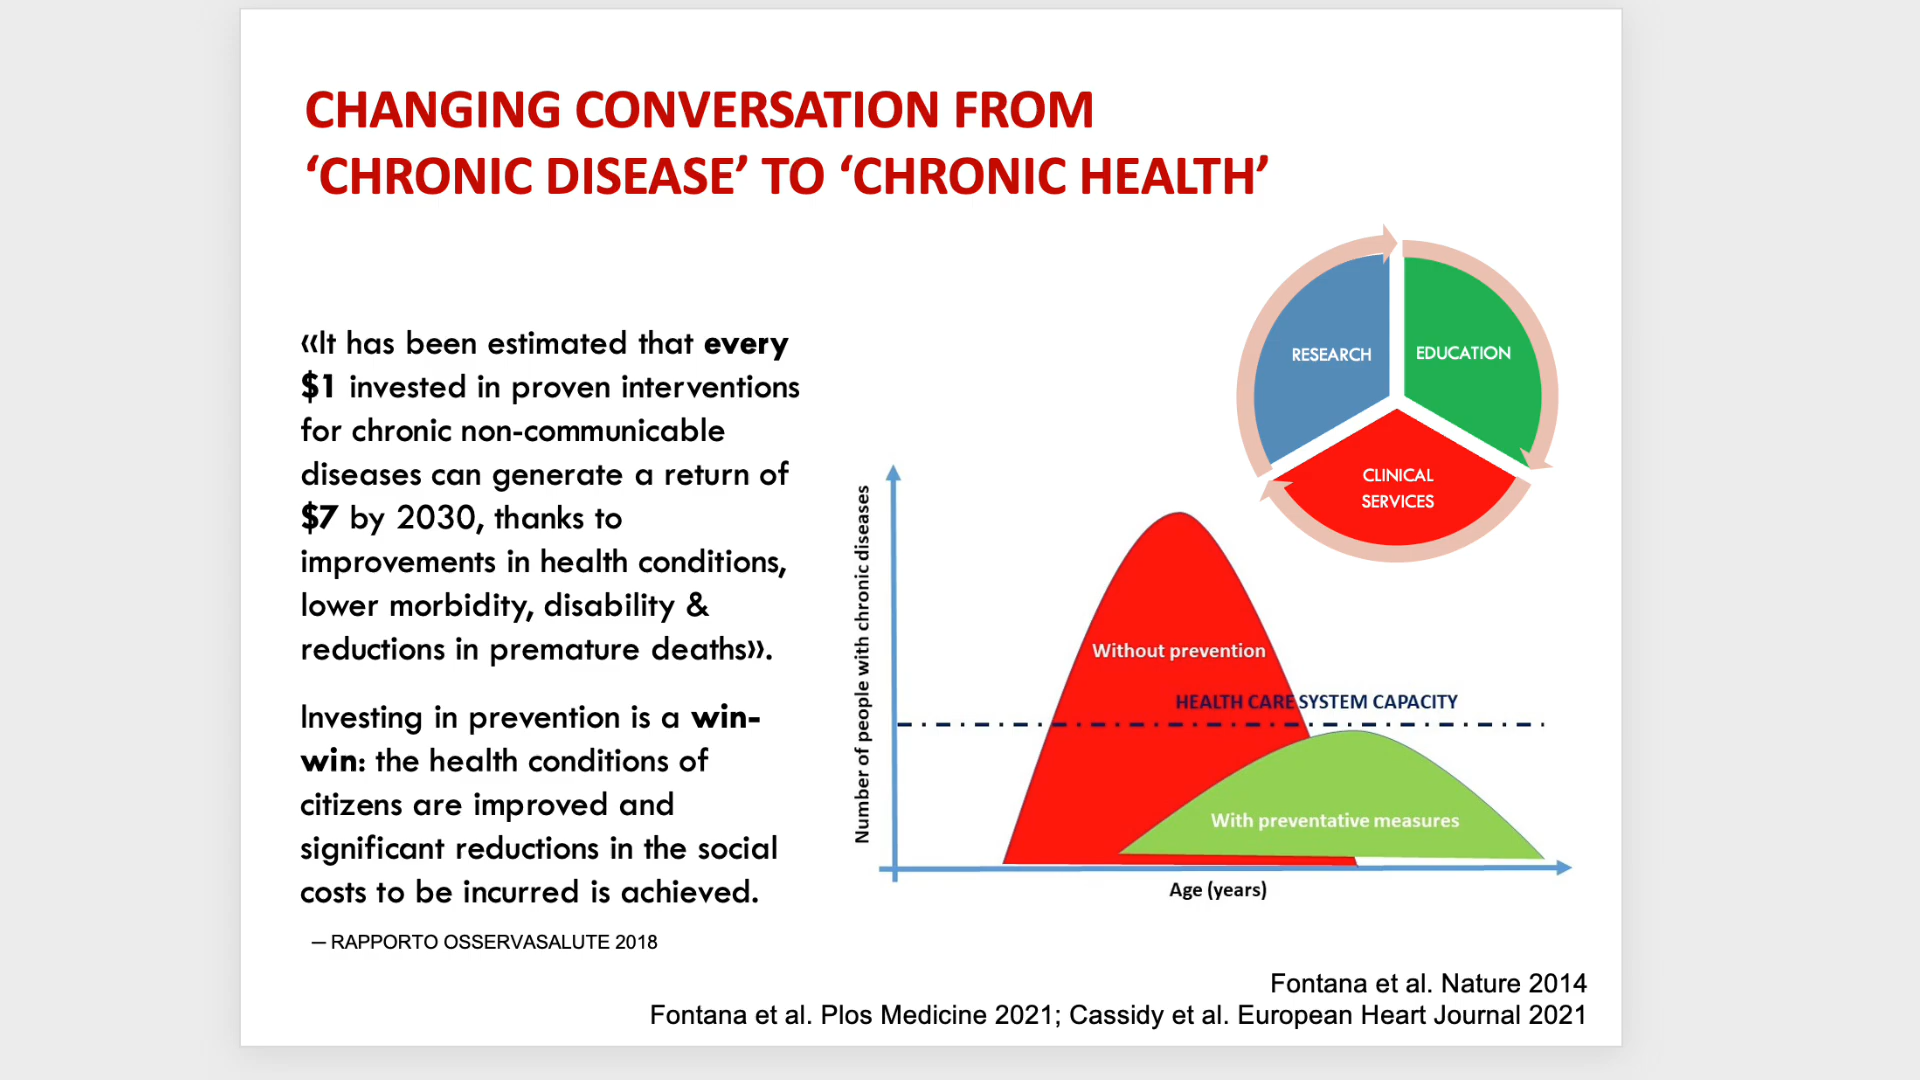 CHANGING CONVERSATION FROM
‘CHRONIC DISEASE’ TO ‘CHRONIC HEALTH’
«It has been estimated that every
$1 invested in proven interventions
for chronic non-communicable
diseases can generate a return of
$7 by 2030, thanks to
improvements in health conditions,
lower morbidity, disability &
reductions in premature deaths».
Investing in prevention is a win-
win: the health conditions of
citizens are improved and
significant reductions in the social
costs to be incurred is achieved.
— RAPPORTO OSSERVASALUTE 2018
RESEARCH
EDUCATION
CLINICAL
SERVICES
Number of people with chronic diseases
Without prevention
HEALTH CARE SYSTEM CAPACITY
With preventative measures
Age (years)
Fontana et al. Nature 2014
Fontana et al. Plos Medicine 2021; Cassidy et al. European Heart Journal 2021